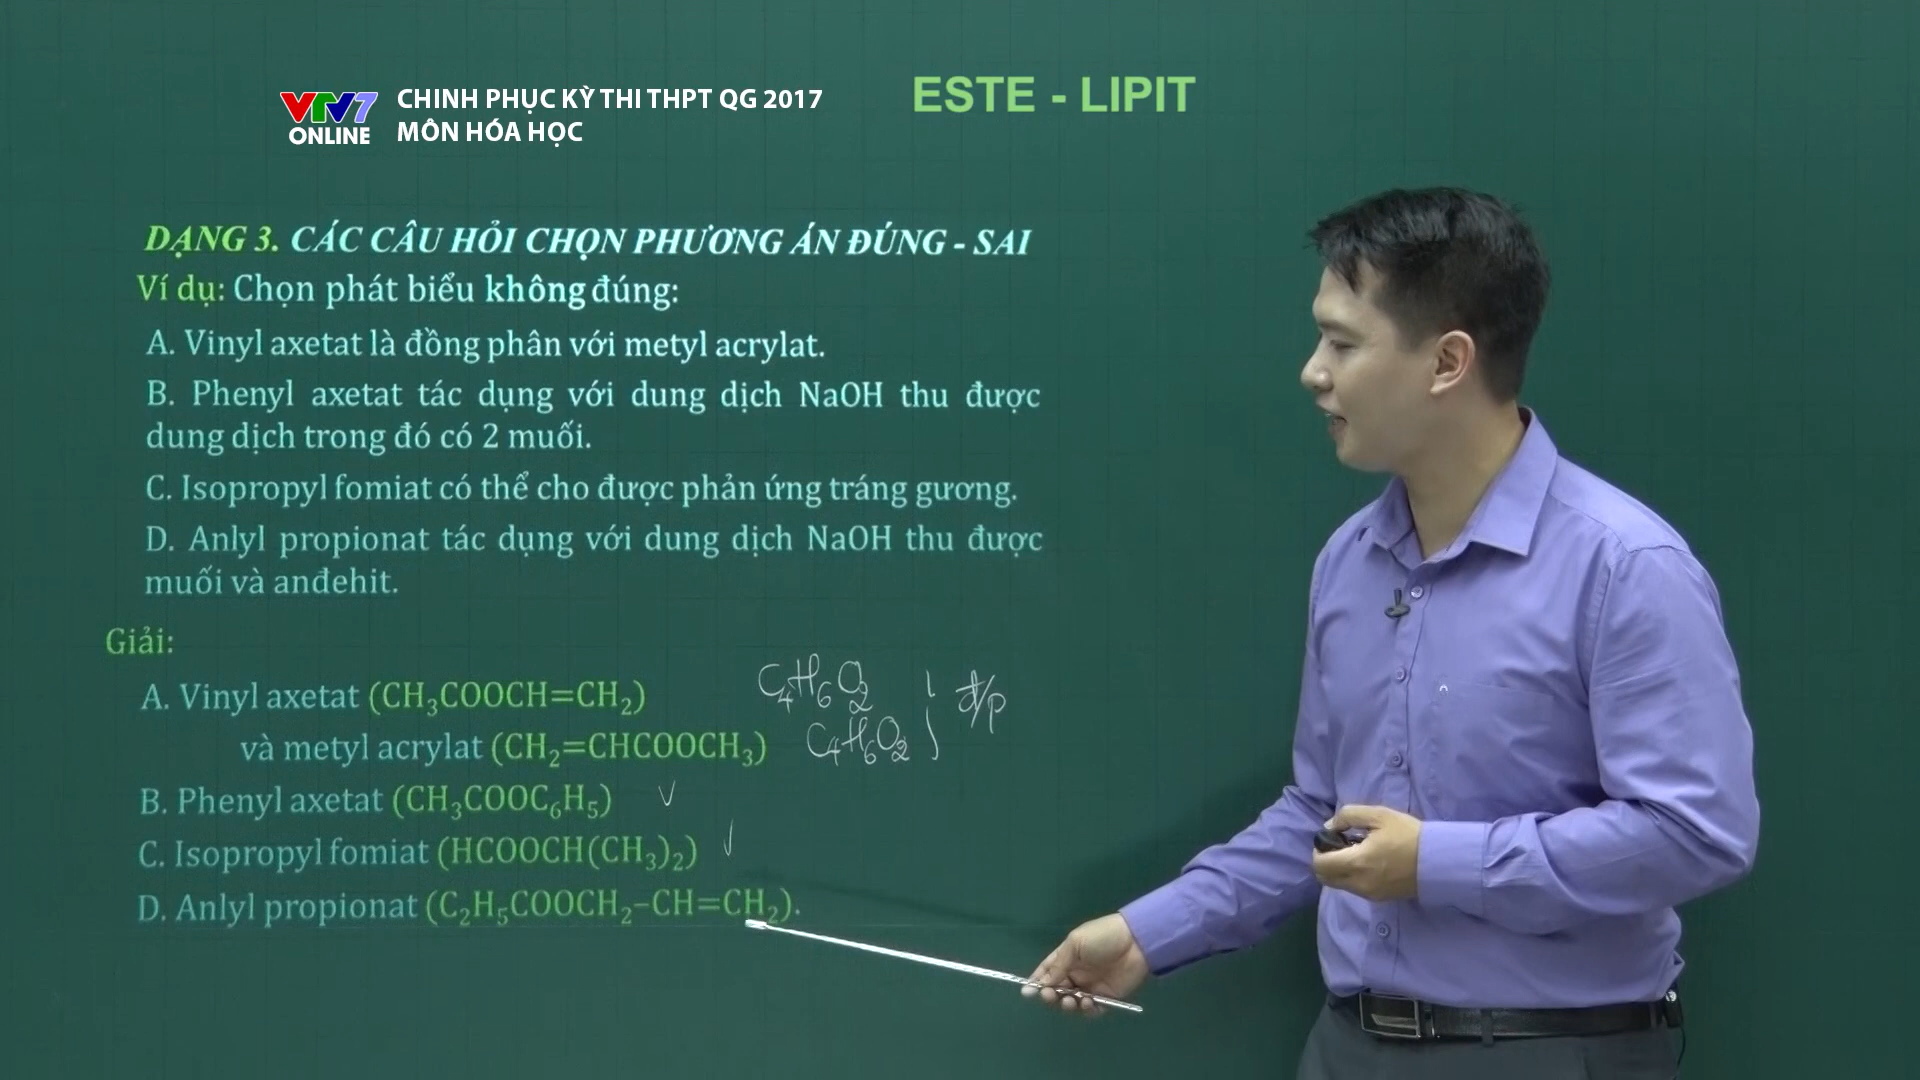 VTV7
ONLINE
CHINH PHỤC KỲ THI THPT QG 2017
MÔN HÓA HỌC
ESTE - LIPIT
DẠNG 3. CÁC CÂU HỎI CHỌN PHƯƠNG ÁN ĐÚNG - SAI
Ví dụ: Chọn phát biểu không đúng:
A. Vinyl axetat là đồng phân với metyl acrylat.
B. Phenyl axetat tác dụng với dung dịch NaOH thu được
dung dịch trong đó có 2 muối.
C. Isopropyl fomiat có thể cho được phản ứng tráng gương.
D. Anlyl propionat tác dụng với dung dịch NaOH thu được
muối và anđehit.
Giải:
A. Vinyl axetat (CH₃COOCH=CH₂) C₄H₆O₂
và metyl acrylat (CH₂=CHCOOCH₃) C₄H₆O₂ } đ/p
B. Phenyl axetat (CH₃COOC₆H₅) ✓
C. Isopropyl fomiat (HCOOCH(CH₃)₂) ✓
D. Anlyl propionat (C₂H₅COOCH₂–CH=CH₂).